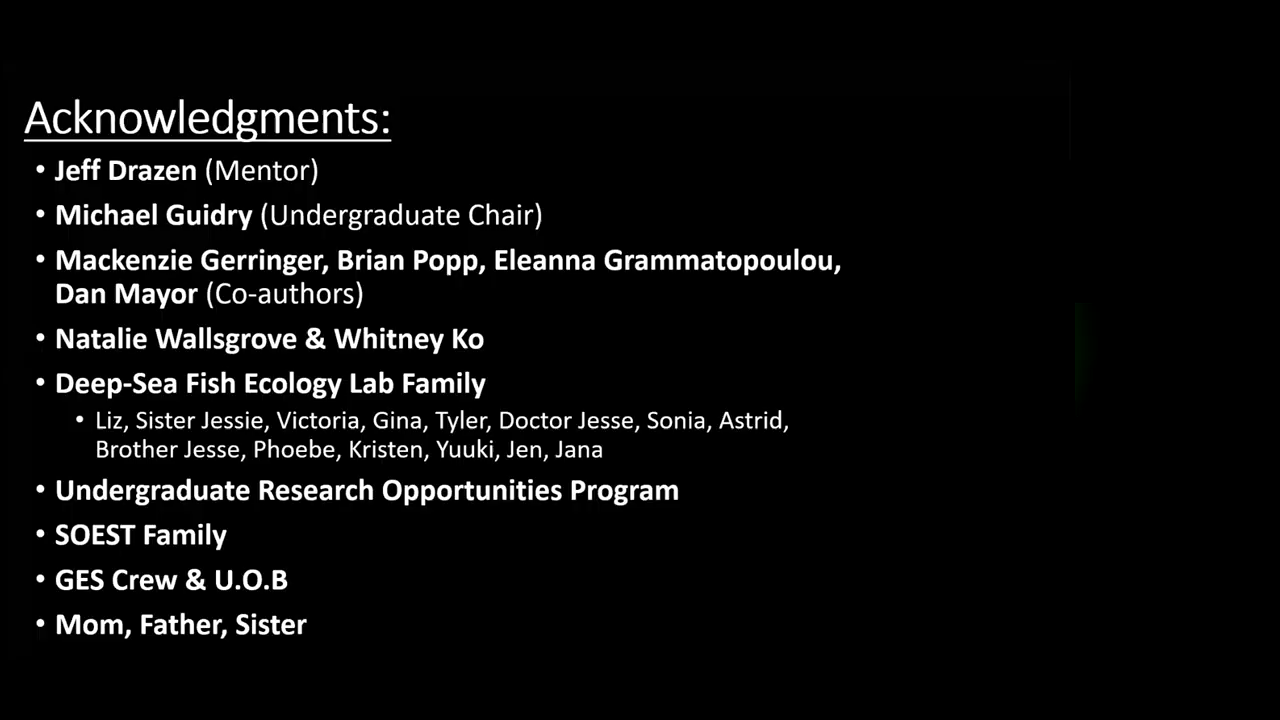 Acknowledgments:
• Jeff Drazen (Mentor)
• Michael Guidry (Undergraduate Chair)
• Mackenzie Gerringer, Brian Popp, Eleanna Grammatopoulou,
Dan Mayor (Co-authors)
• Natalie Wallsgrove & Whitney Ko
• Deep-Sea Fish Ecology Lab Family
• Liz, Sister Jessie, Victoria, Gina, Tyler, Doctor Jesse, Sonia, Astrid,
Brother Jesse, Phoebe, Kristen, Yuuki, Jen, Jana
• Undergraduate Research Opportunities Program
• SOEST Family
• GES Crew & U.O.B
• Mom, Father, Sister